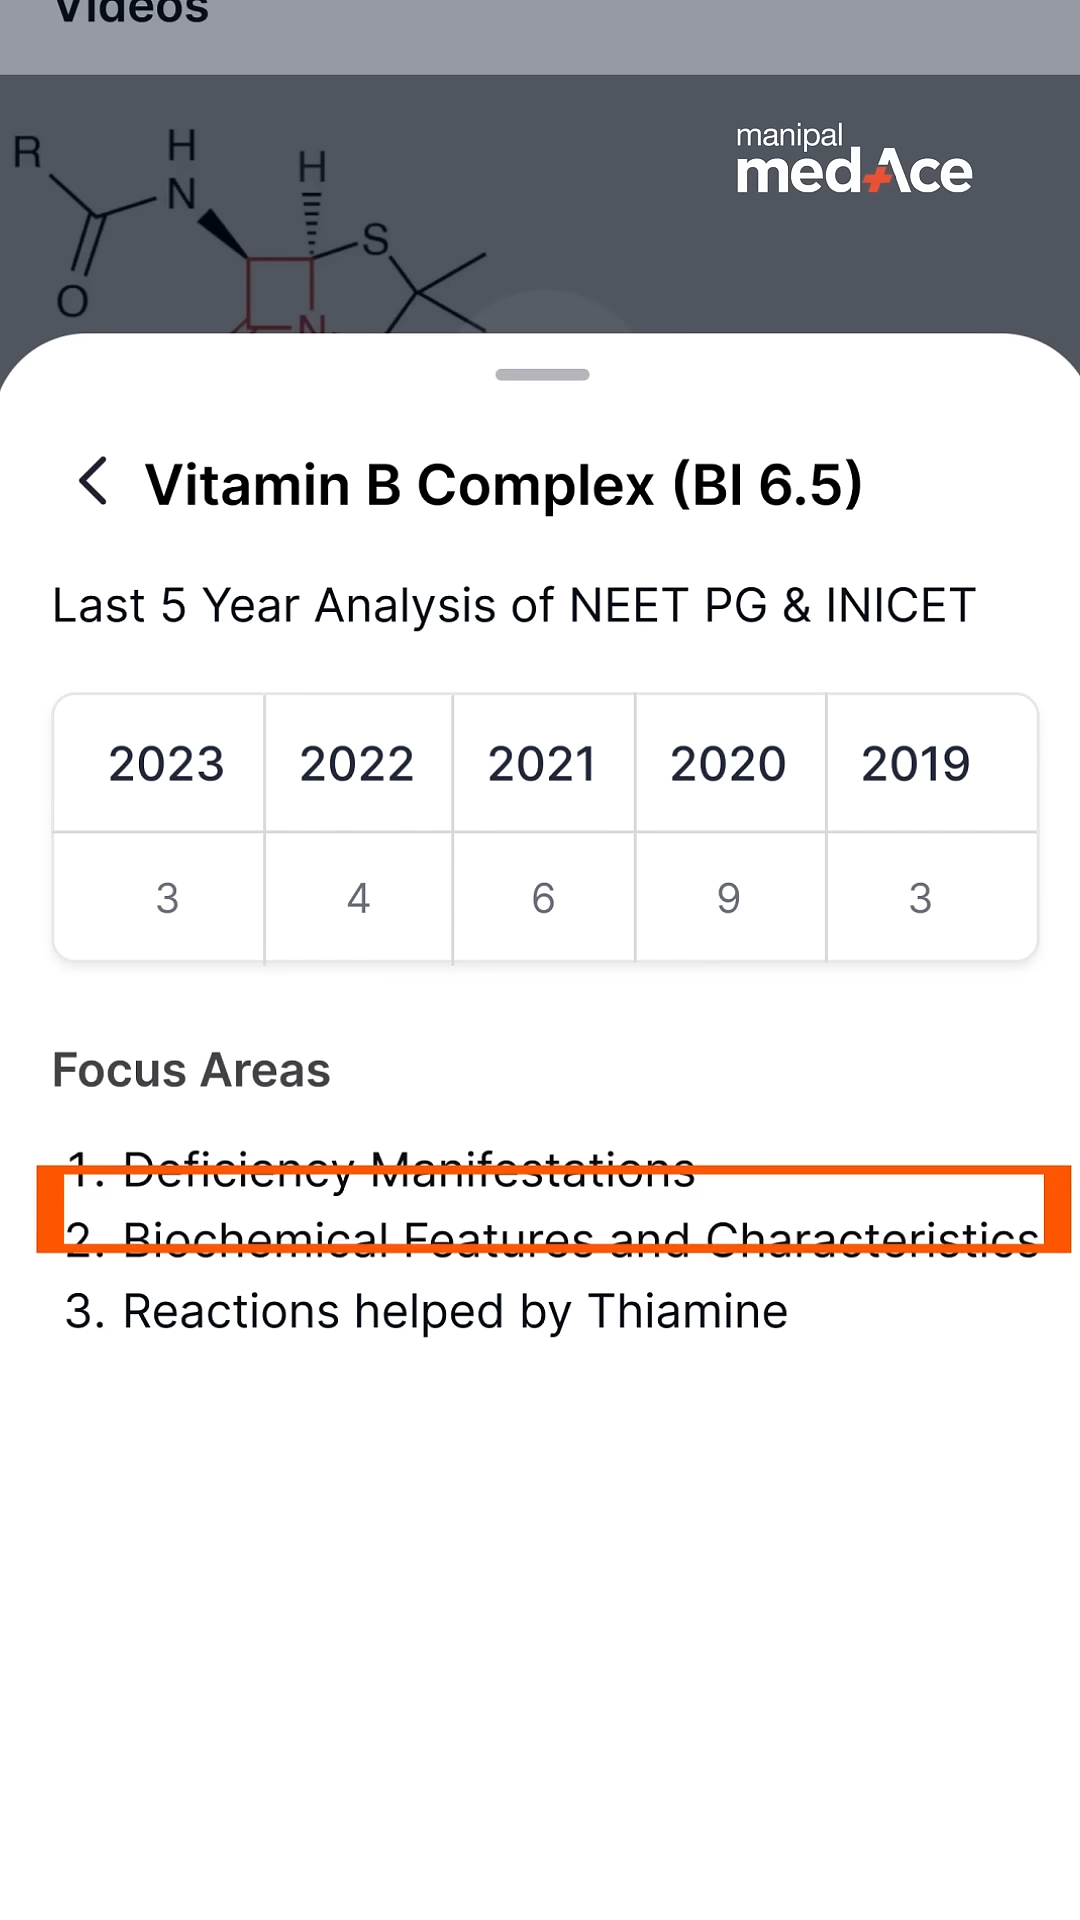 Videos
R
H
N
H
S
O
N
manipal
medAce
Vitamin B Complex (BI 6.5)
Last 5 Year Analysis of NEET PG & INICET
2023 2022 2021 2020 2019
3 4 6 9 3
Focus Areas
1. Deficiency Manifestations
2. Biochemical Features and Characteristics
3. Reactions helped by Thiamine